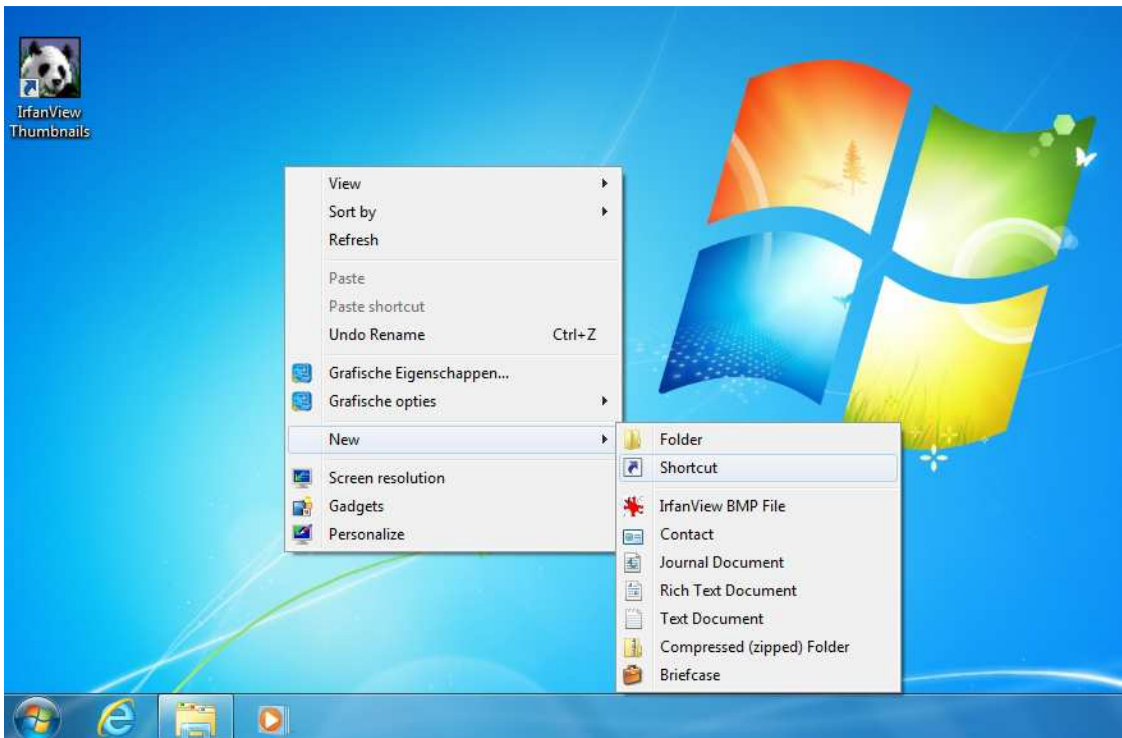 IrfanView
Thumbnails
View
Sort by
Refresh
Paste
Paste shortcut
Undo Rename Ctrl+Z
Grafische Eigenschappen...
Grafische opties
New
Screen resolution
Gadgets
Personalize
Folder
Shortcut
IrfanView BMP File
Contact
Journal Document
Rich Text Document
Text Document
Compressed (zipped) Folder
Briefcase